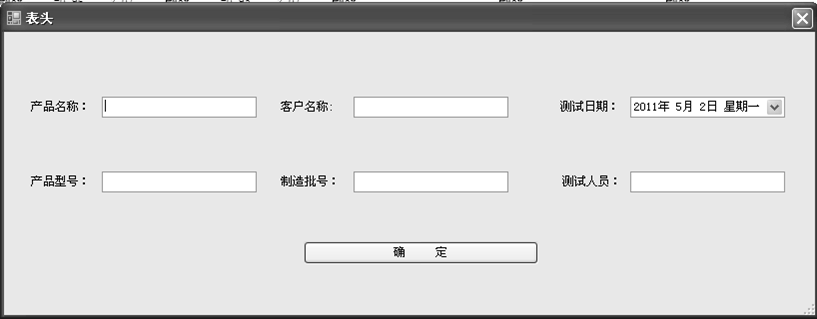 表头
产品名称： 客户名称: 测试日期： 2011年 5月 2日 星期一
产品型号： 制造批号： 测试人员：
确 定